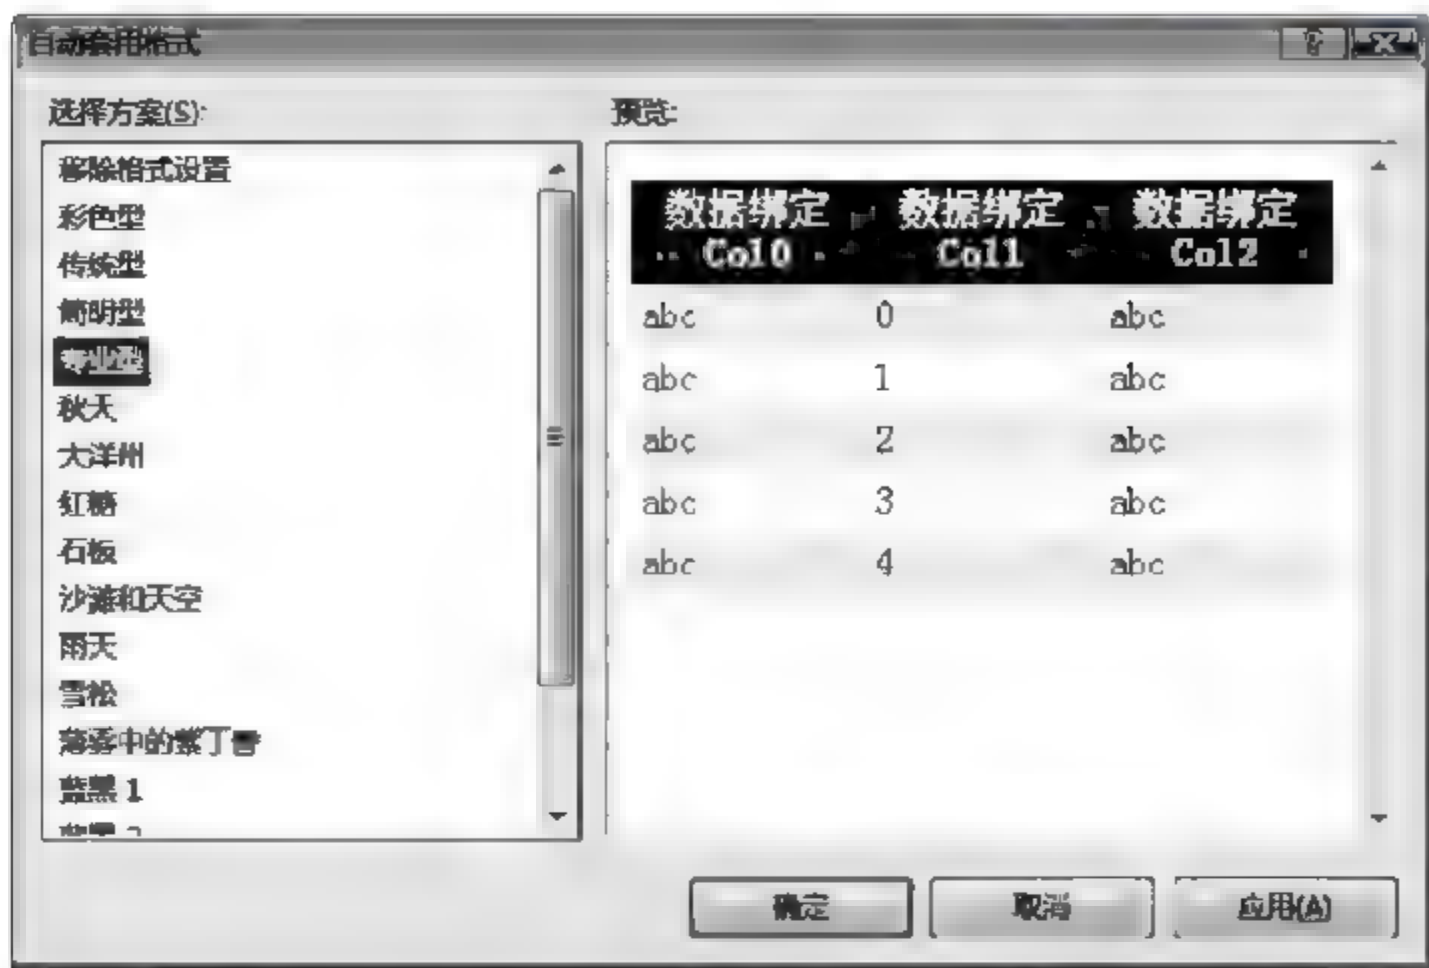 自动套用格式
选择方案(S):
移除格式设置
彩色型
传统型
简明型
专业型
秋天
大洋州
红糖
石板
沙滩和天空
雨天
雪松
薄雾中的紫丁香
蓝黑 1
预览:
数据绑定 数据绑定 数据绑定
Col0 Col1 Col2
abc 0 abc
abc 1 abc
abc 2 abc
abc 3 abc
abc 4 abc
确定 取消 应用(A)